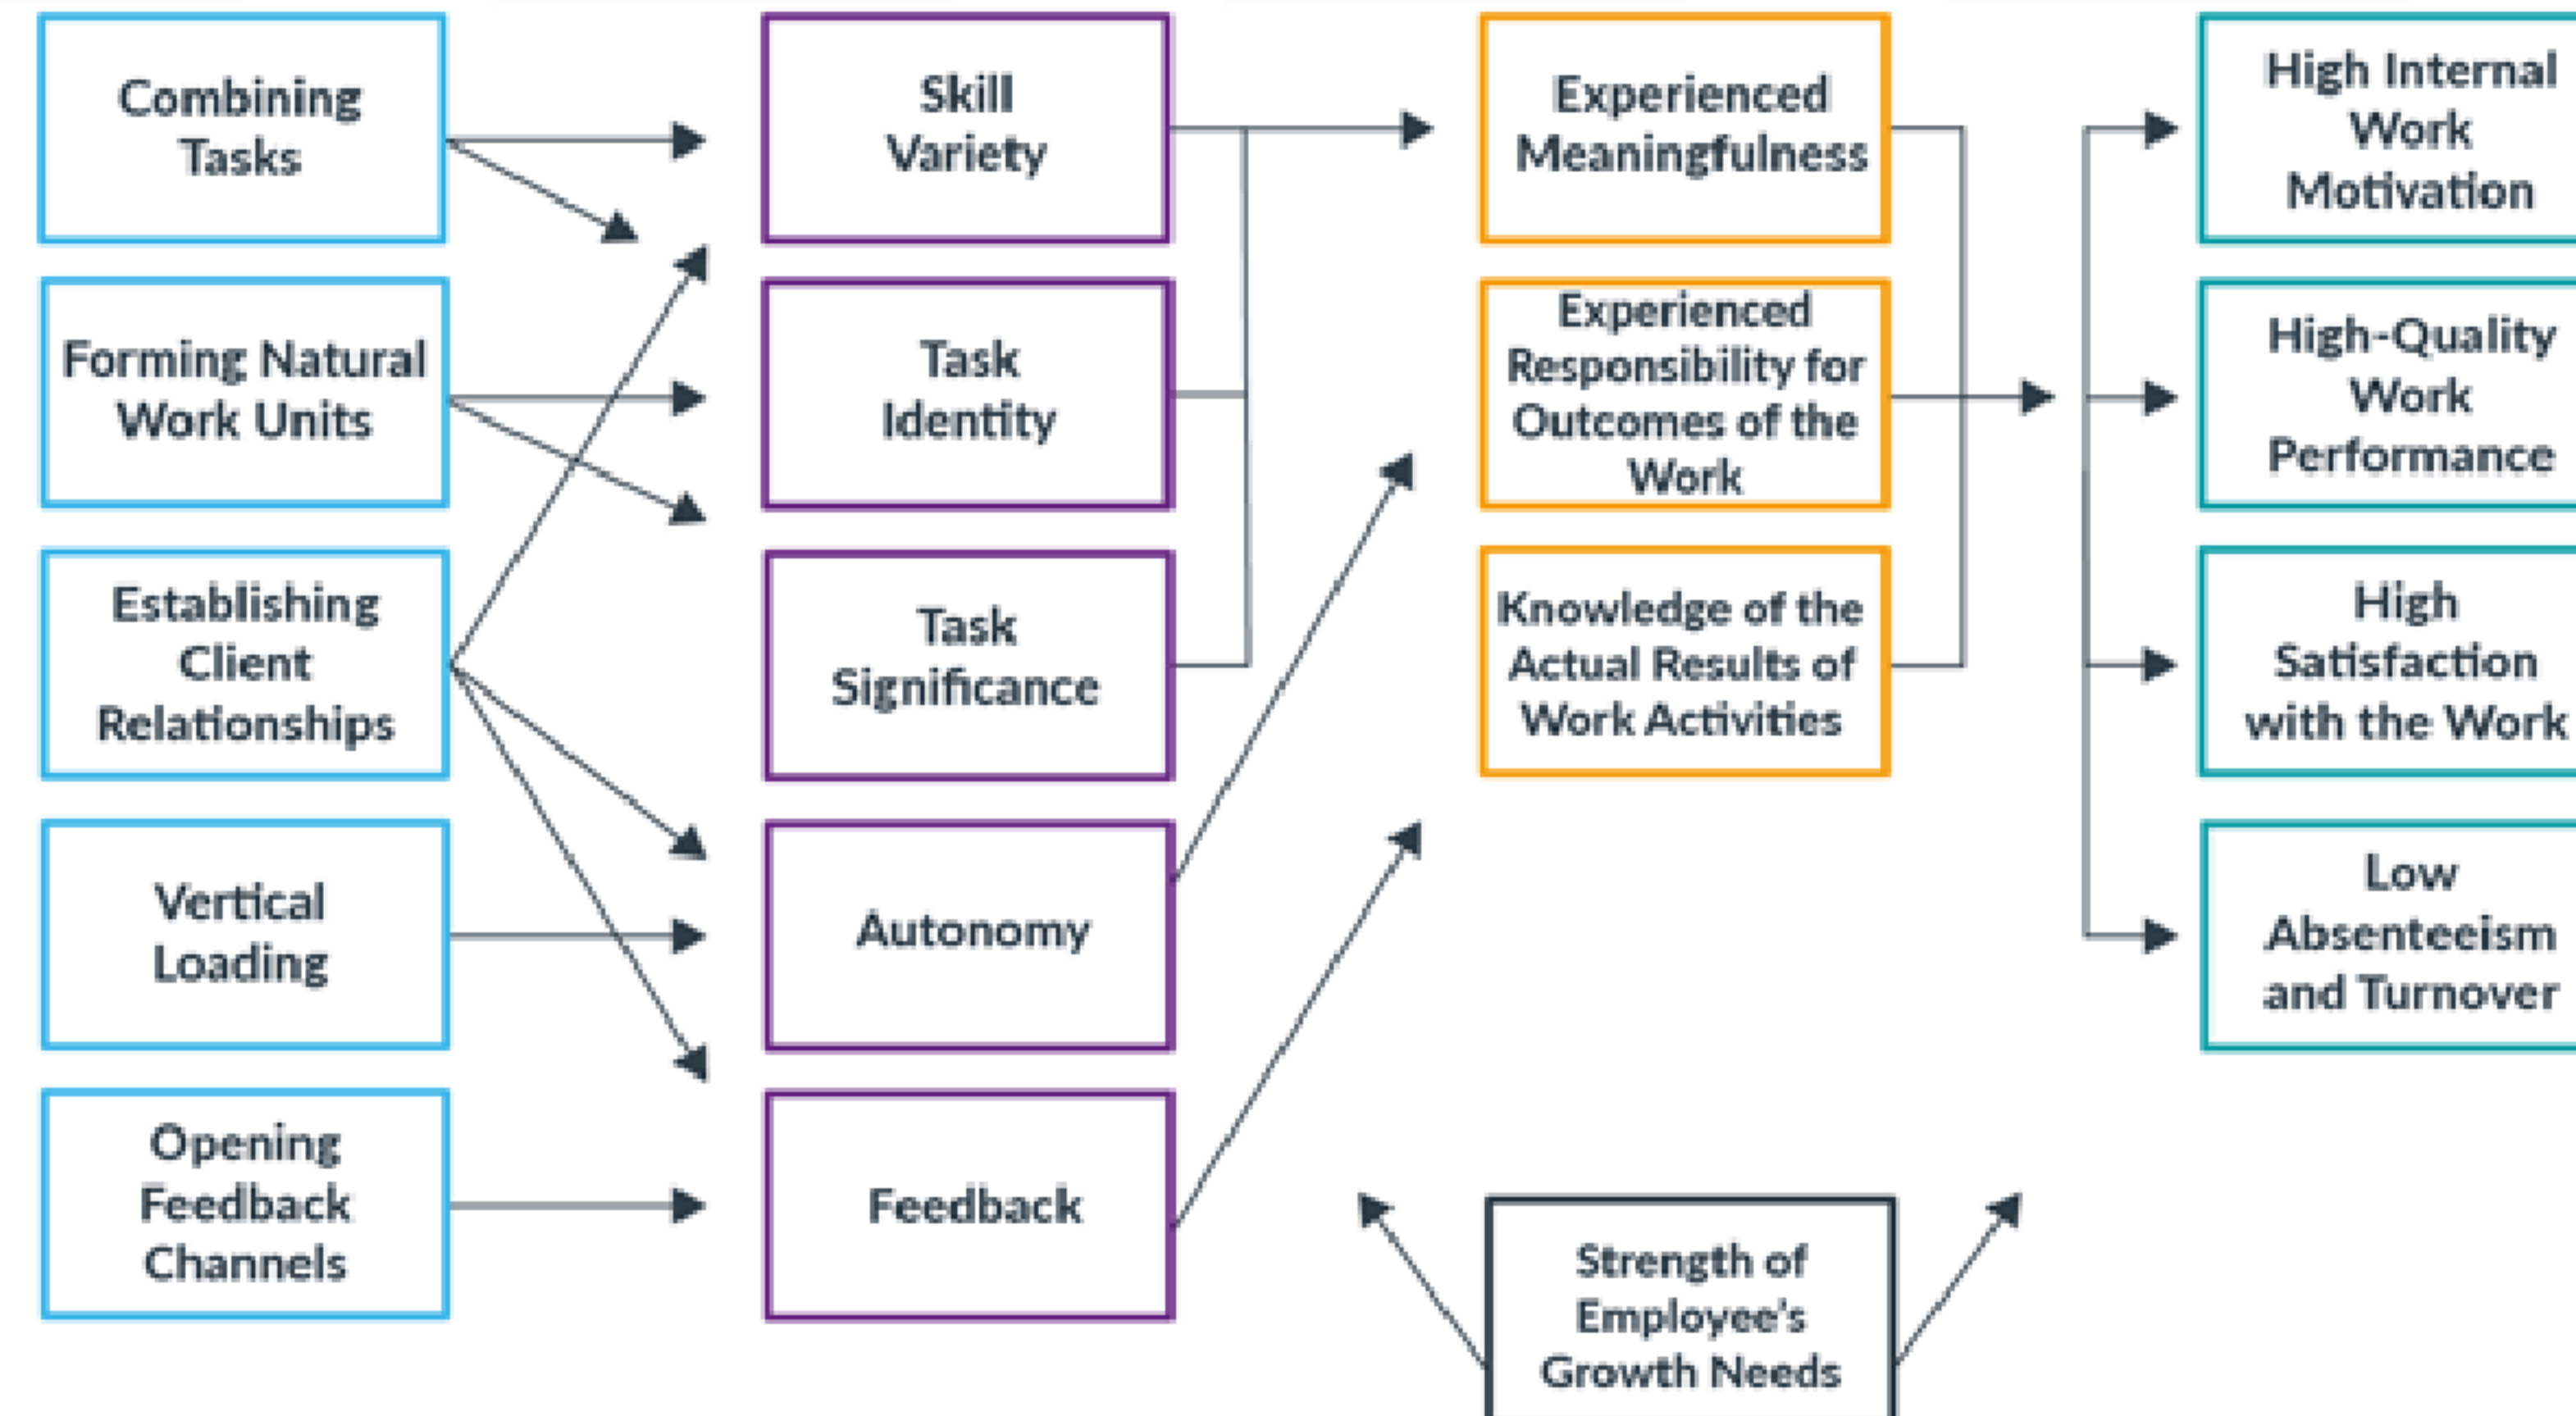 Combining
Tasks
Forming Natural
Work Units
Establishing
Client
Relationships
Vertical
Loading
Opening
Feedback
Channels
Skill
Variety
Task
Identity
Task
Significance
Autonomy
Feedback
Experienced
Meaningfulness
Experienced
Responsibility for
Outcomes of the
Work
Knowledge of the
Actual Results of
Work Activities
Strength of
Employee's
Growth Needs
High Internal
Work
Motivation
High-Quality
Work
Performance
High
Satisfaction
with the Work
Low
Absenteeism
and Turnover